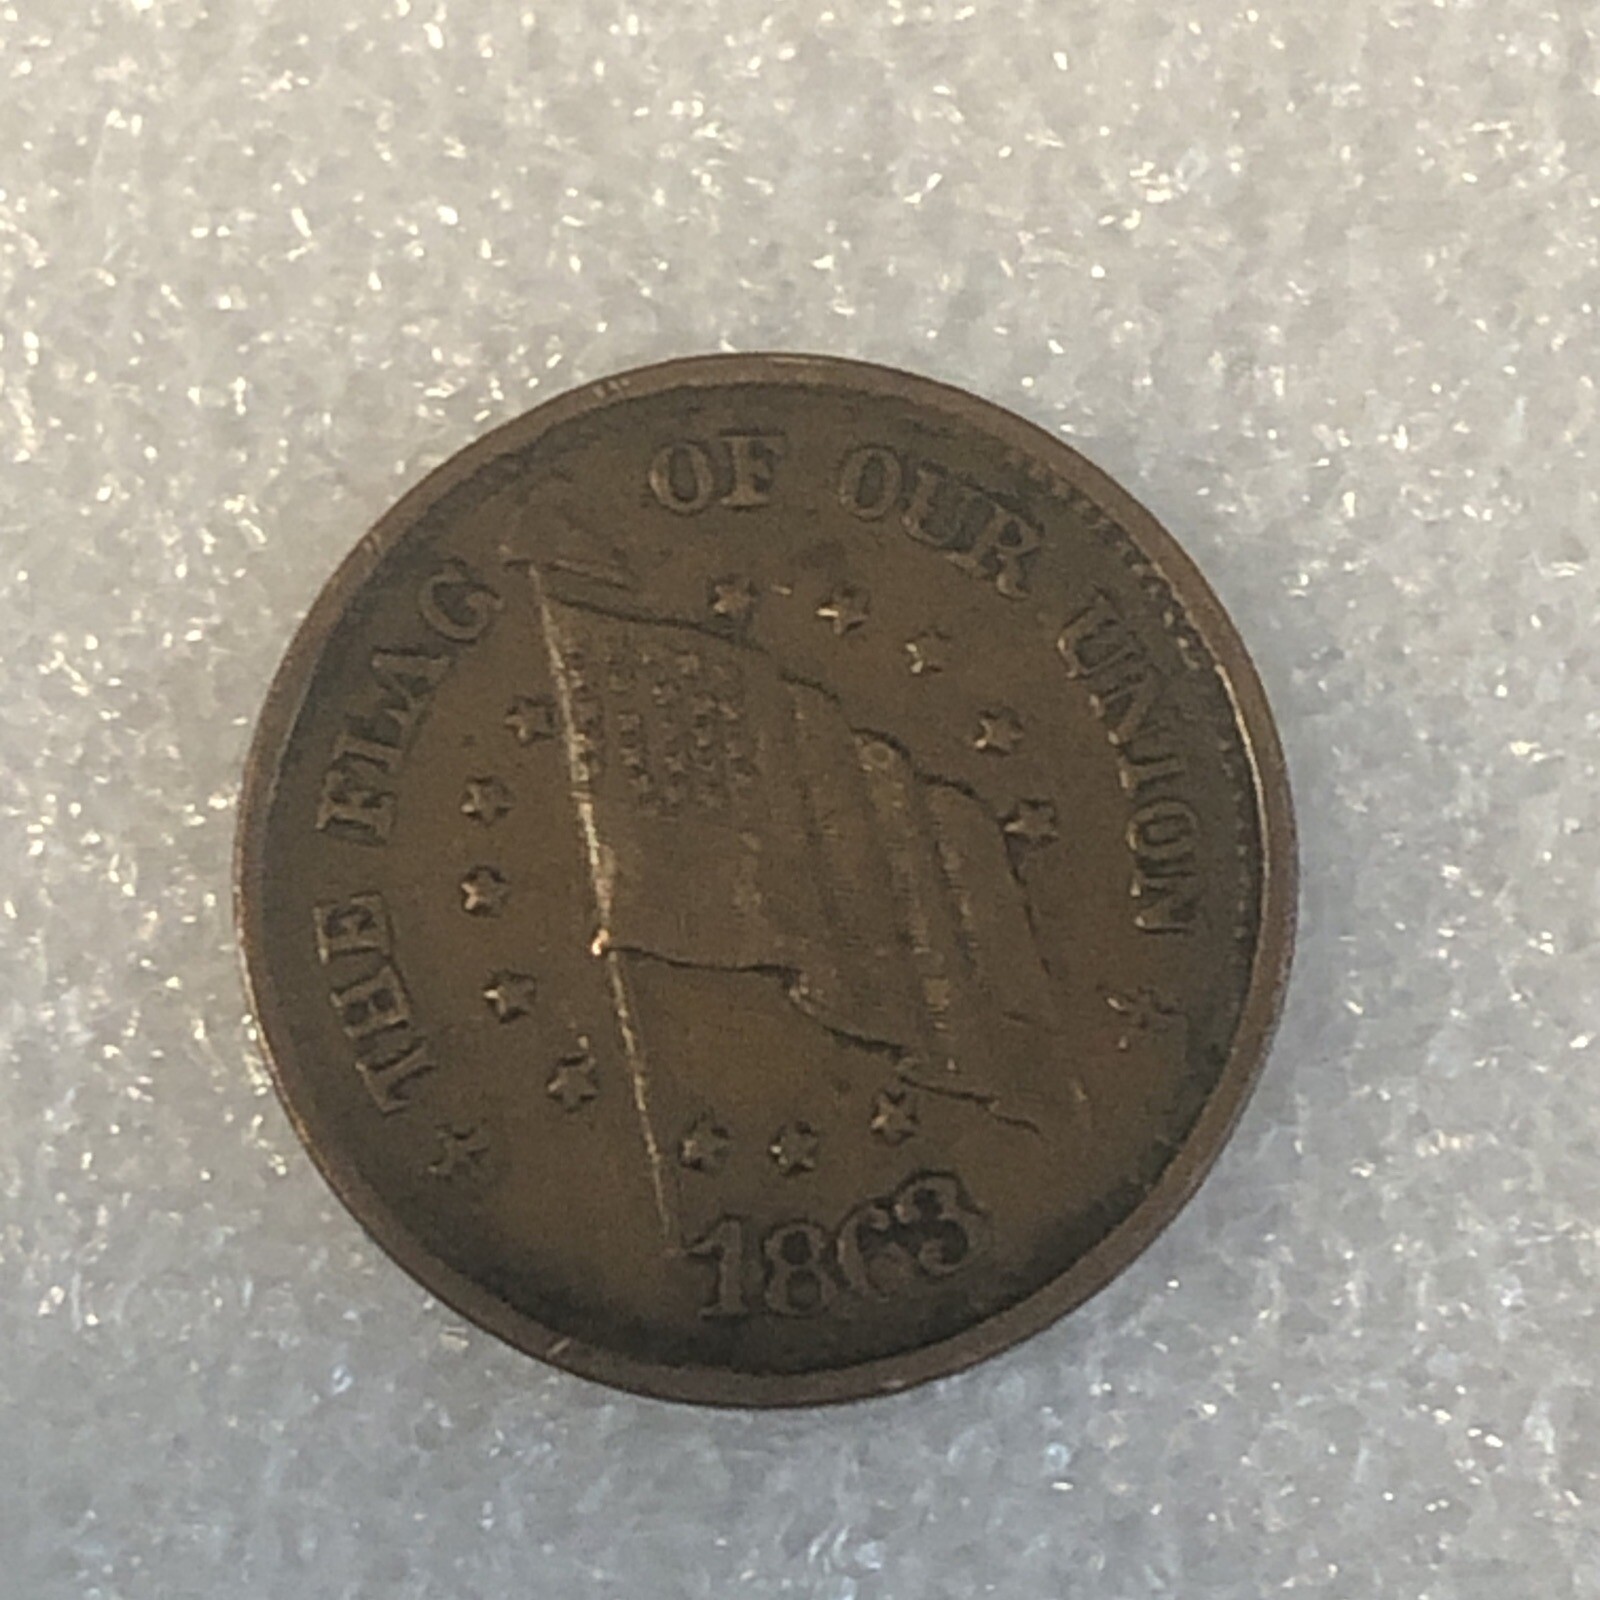 THE FLAG OF OUR UNION
1863